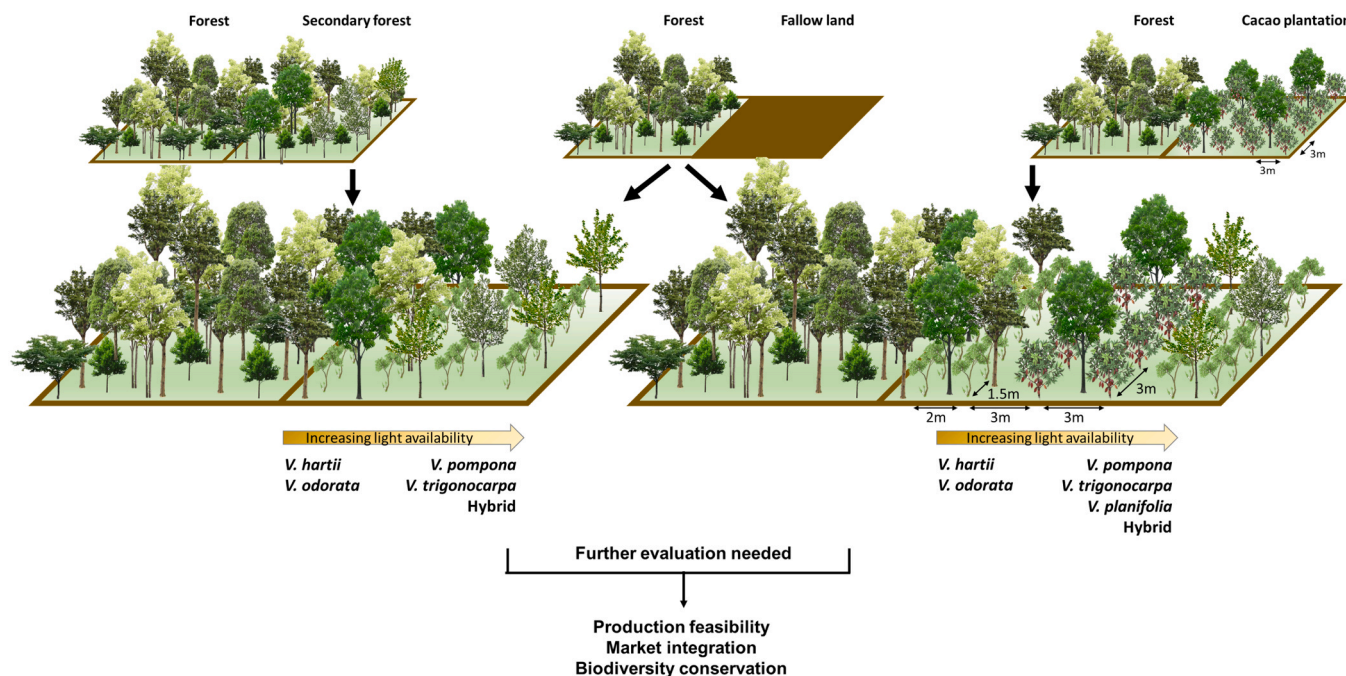 Forest Secondary forest
Forest Fallow land
Forest Cacao plantation
3m
3m
1.5m
3m
2m
3m
3m
Increasing light availability
V. hartii V. pompona
V. odorata V. trigonocarpa
Hybrid
Increasing light availability
V. hartii V. pompona
V. odorata V. trigonocarpa
V. planifolia
Hybrid
Further evaluation needed
Production feasibility
Market integration
Biodiversity conservation